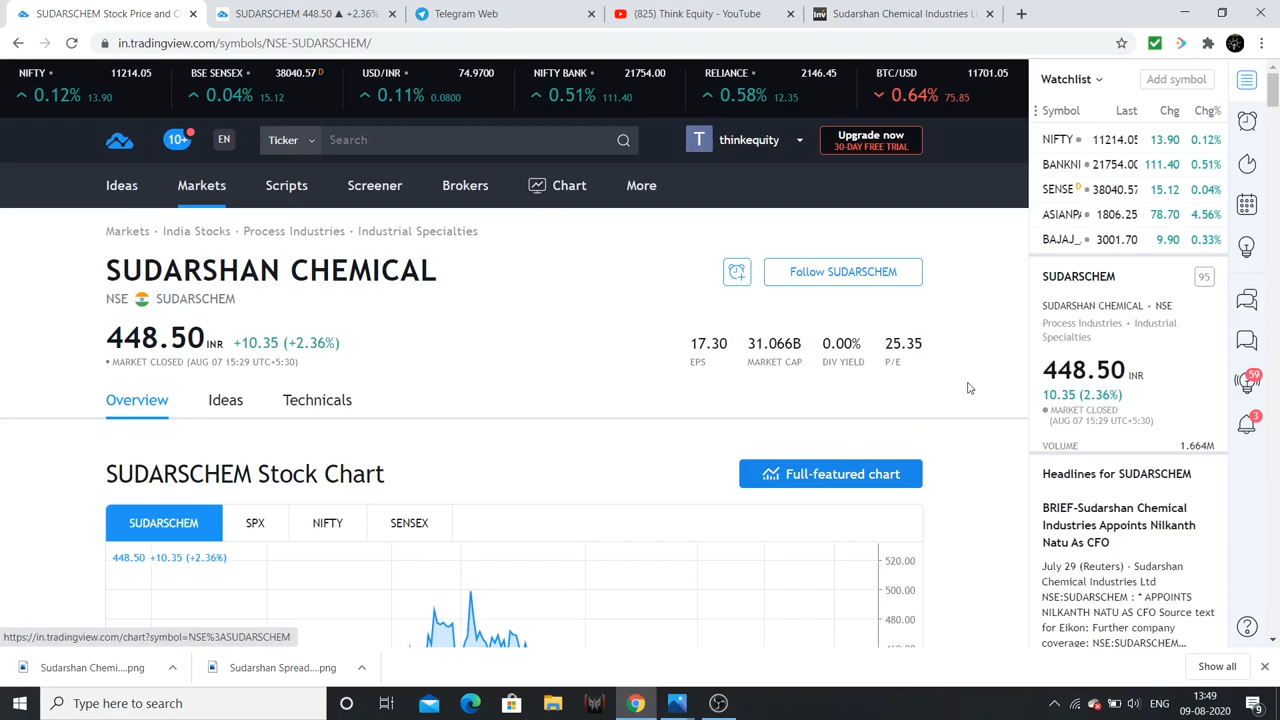 SUDARSHEM Stock Price and C
SUDARSCHEM 448.50 ▲ +2.36%
Telegram Web
(825) Think Equity - YouTube
Inv
Sudarshan Chemical Industries L
in.tradingview.com/symbols/NSE-SUDARSCHEM/
NIFTY 11214.05
0.12% 13.90
BSE SENSEX 38040.57 D
0.04% 15.12
USD/INR 74.9700
0.11% 0.0800
NIFTY BANK 21754.00
0.51% 111.40
RELIANCE 2146.45
0.58% 12.35
BTC/USD 11701.05
0.64% 75.85
10+
EN
Ticker
Search
T
thinkequity
Upgrade now
30-DAY FREE TRIAL
Ideas
Markets
Scripts
Screener
Brokers
Chart
More
Markets · India Stocks · Process Industries · Industrial Specialties
SUDARSHAN CHEMICAL
NSE SUDARSCHEM
Follow SUDARSCHEM
448.50 INR +10.35 (+2.36%)
• MARKET CLOSED (AUG 07 15:29 UTC+5:30)
17.30 31.066B 0.00% 25.35
EPS MARKET CAP DIV YIELD P/E
Overview
Ideas
Technicals
SUDARSCHEM Stock Chart
Full-featured chart
SUDARSCHEM
SPX
NIFTY
SENSEX
448.50 +10.35 (+2.36%)
520.00
500.00
480.00
https://in.tradingview.com/chart?symbol=NSE%3ASUDARSCHEM
Watchlist
Add symbol
Symbol Last Chg Chg%
NIFTY 11214.05 13.90 0.12%
BANKNI 21754.00 111.40 0.51%
SENSE D 38040.57 15.12 0.04%
ASIANPA 1806.25 78.70 4.56%
BAJAJ_ 3001.70 9.90 0.33%
SUDARSCHEM
95
SUDARSHAN CHEMICAL • NSE
Process Industries • Industrial
Specialties
448.50 INR
10.35 (2.36%)
● MARKET CLOSED
(AUG 07 15:29 UTC+5:30)
VOLUME 1.664M
Headlines for SUDARSCHEM
BRIEF-Sudarshan Chemical
Industries Appoints Nilkanth
Natu As CFO
July 29 (Reuters) - Sudarshan
Chemical Industries Ltd
NSE:SUDARSCHEM : * APPOINTS
NILKANTH NATU AS CFO Source text
for Eikon: Further company
coverage: NSE:SUDARSCHEM...
59
3
Sudarshan Chemi....png
Sudarshan Spread....png
Show all
Type here to search
ENG
13:49
09-08-2020
9